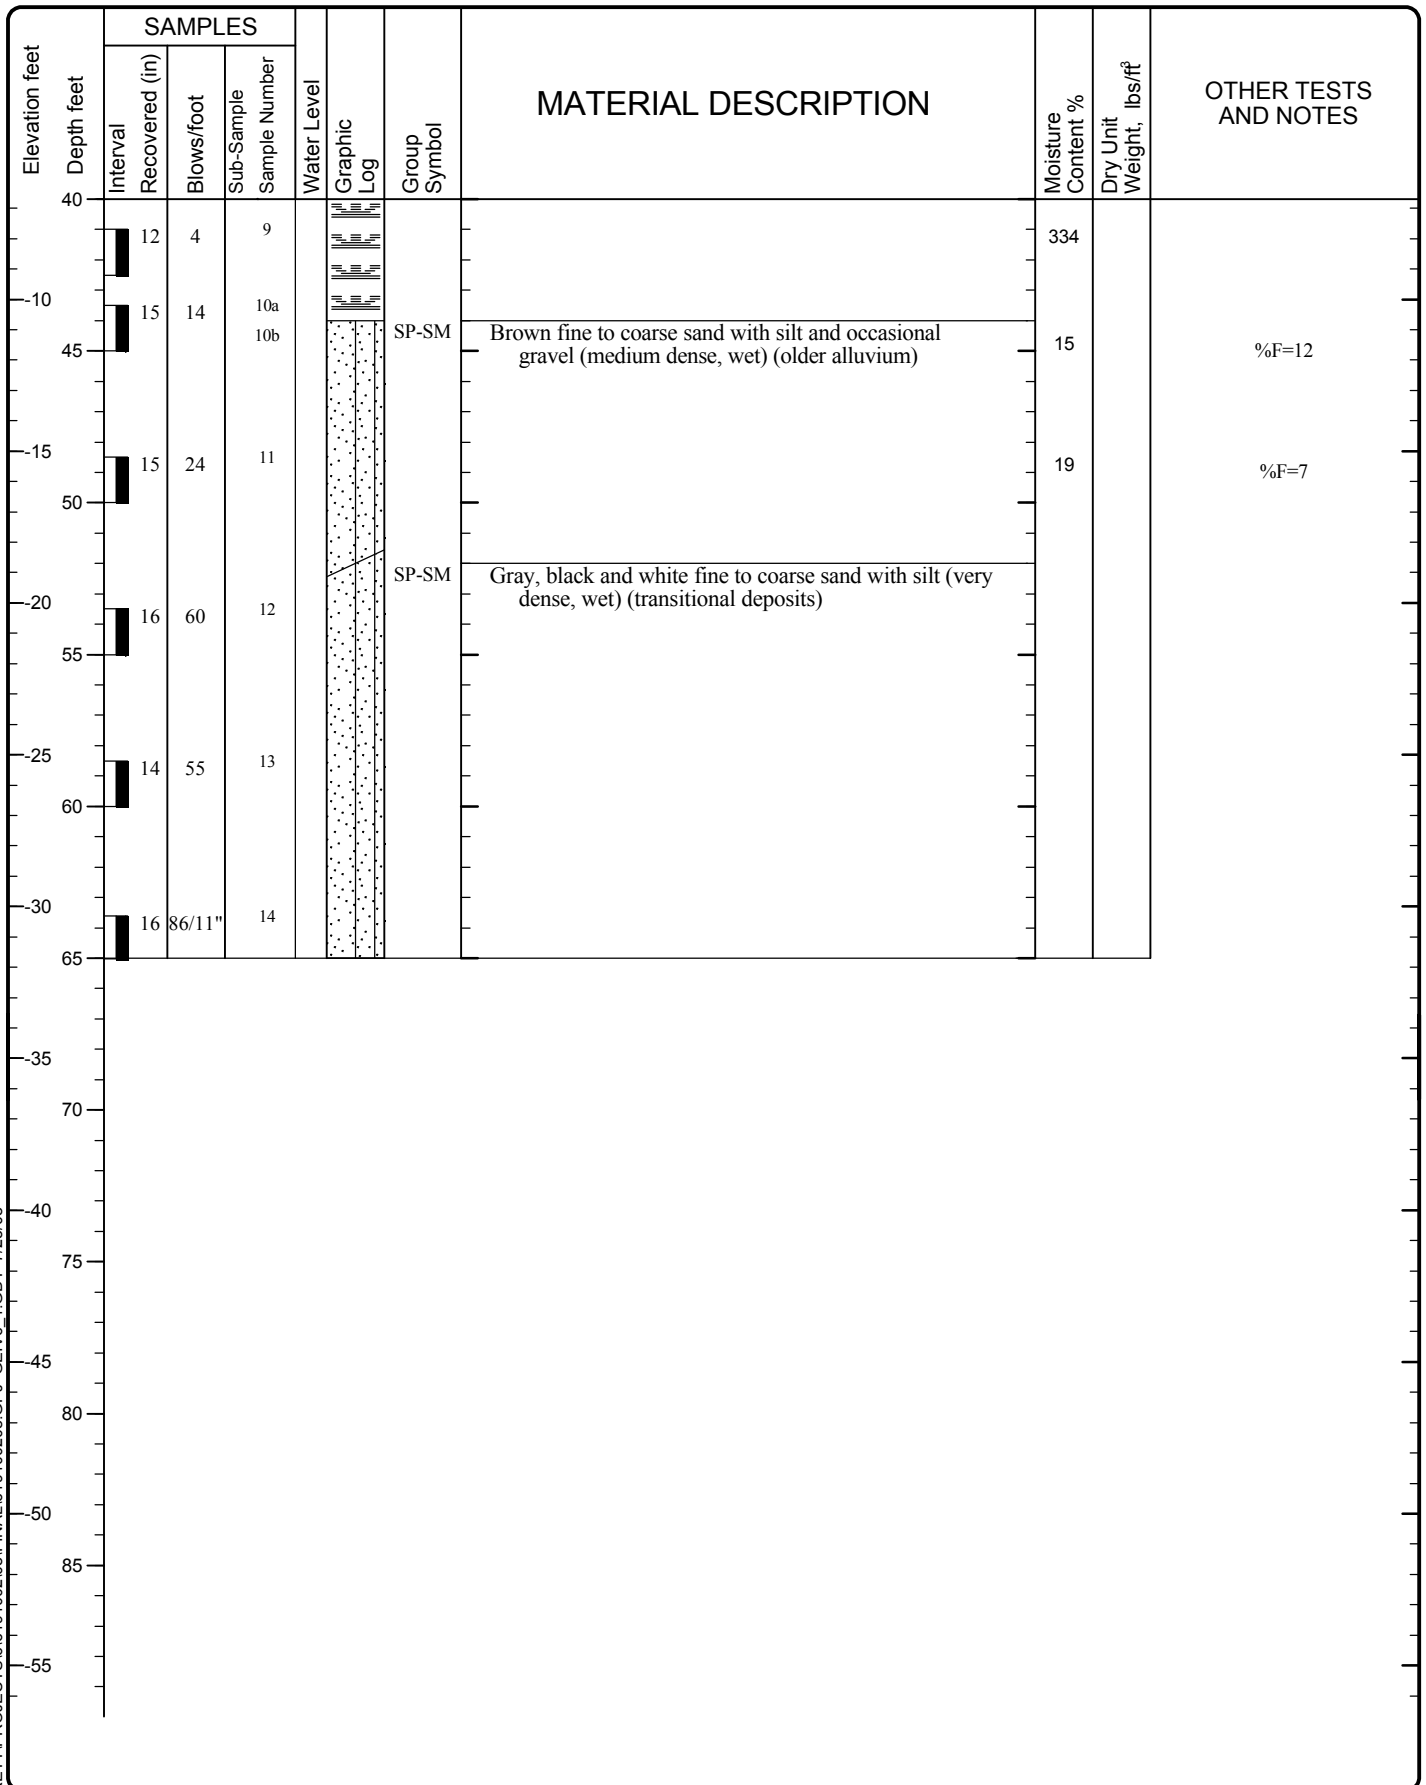 SAMPLES
Elevation feet
Depth feet
Interval
Recovered (in)
Blows/foot
Sub-Sample
Sample Number
Water Level
Graphic
Log
Group
Symbol
MATERIAL DESCRIPTION
Moisture
Content %
Dry Unit
Weight, lbs/ft³
OTHER TESTS
AND NOTES
40
12 4 9 334
-10
15 14 10a
10b
SP-SM Brown fine to coarse sand with silt and occasional
gravel (medium dense, wet) (older alluvium)
45 15 %F=12
-15
15 24 11 19 %F=7
50
SP-SM Gray, black and white fine to coarse sand with silt (very
dense, wet) (transitional deposits)
-20
16 60 12
55
-25
14 55 13
60
-30
16 86/11" 14
65
-35
70
-40
75
-45
80
-50
85
-55